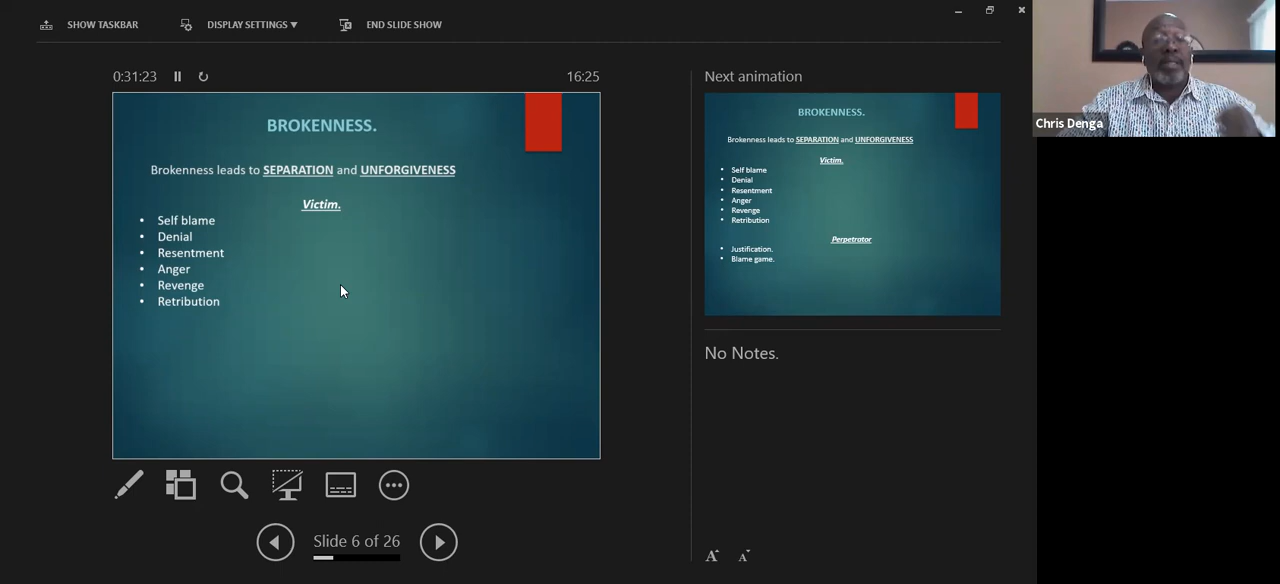 SHOW TASKBAR
DISPLAY SETTINGS ▾
END SLIDE SHOW
0:31:23
16:25
BROKENNESS.
Brokenness leads to SEPARATION and UNFORGIVENESS
Victim.
• Self blame
• Denial
• Resentment
• Anger
• Revenge
• Retribution
Slide 6 of 26
Next animation
BROKENNESS.
Brokenness leads to SEPARATION and UNFORGIVENESS
Victim.
• Self blame
• Denial
• Resentment
• Anger
• Revenge
• Retribution
Perpetrator
• Justification.
• Blame game.
No Notes.
A A
Chris Denga